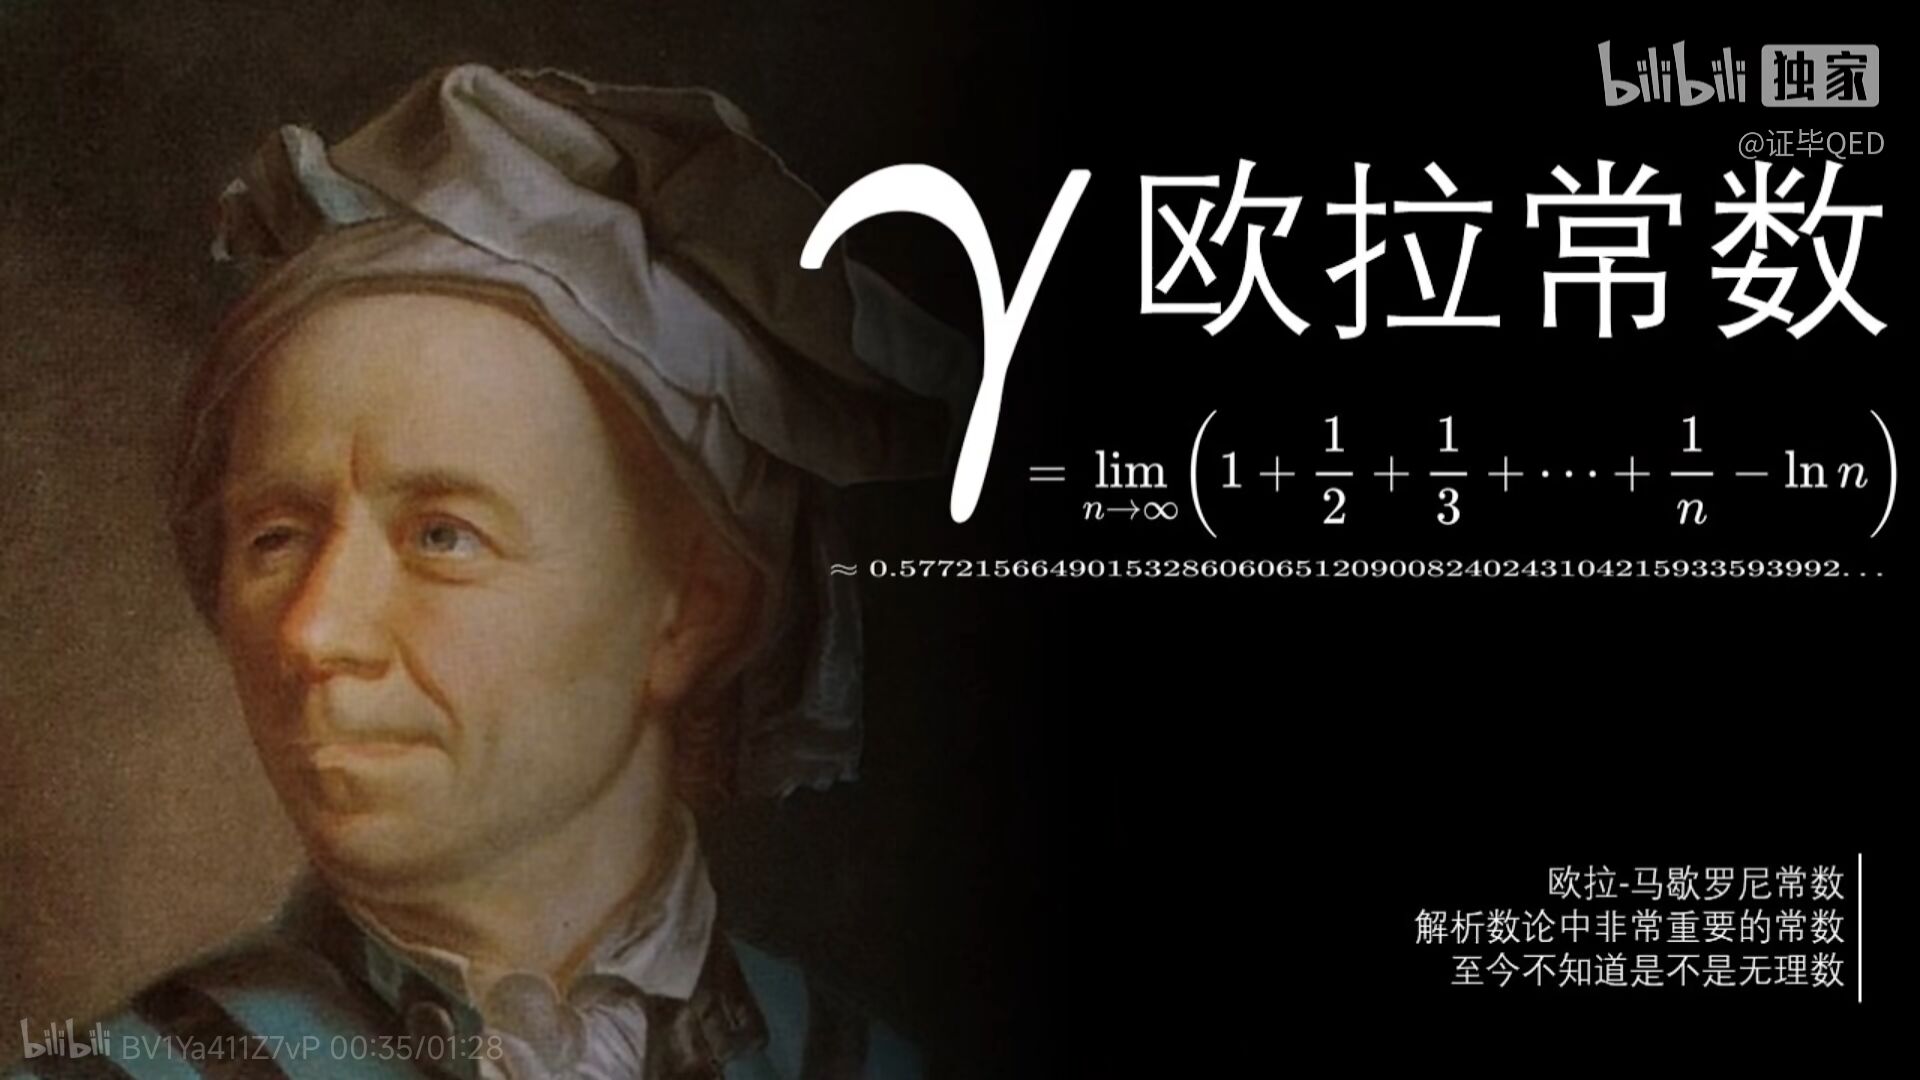 bilibili 独家
@证毕QED
γ 欧拉常数
= lim n→∞ (1 + 1/2 + 1/3 + ··· + 1/n − ln n)
≈ 0.57721566490153286060651209008240243104215933593992...
欧拉-马歇罗尼常数
解析数论中非常重要的常数
至今不知道是不是无理数
bilibili BV1Ya411Z7vP 00:35/01:28